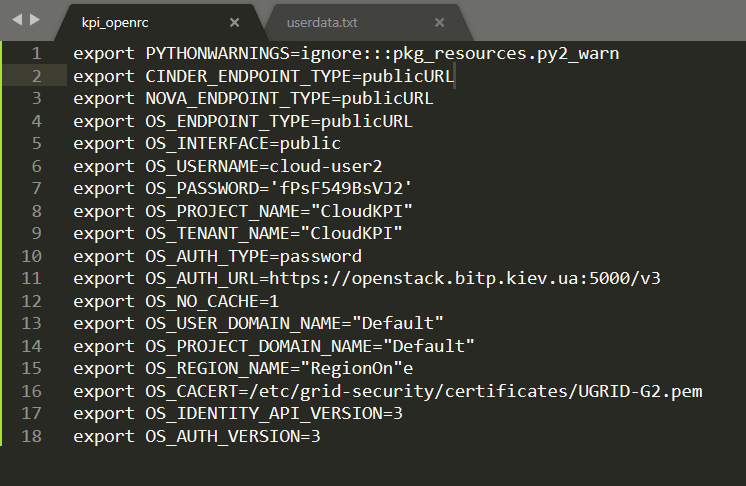 kpi_openrc × userdata.txt ×
1 export PYTHONWARNINGS=ignore:::pkg_resources.py2_warn
2 export CINDER_ENDPOINT_TYPE=publicURL
3 export NOVA_ENDPOINT_TYPE=publicURL
4 export OS_ENDPOINT_TYPE=publicURL
5 export OS_INTERFACE=public
6 export OS_USERNAME=cloud-user2
7 export OS_PASSWORD='fPsF549BsVJ2'
8 export OS_PROJECT_NAME="CloudKPI"
9 export OS_TENANT_NAME="CloudKPI"
10 export OS_AUTH_TYPE=password
11 export OS_AUTH_URL=https://openstack.bitp.kiev.ua:5000/v3
12 export OS_NO_CACHE=1
13 export OS_USER_DOMAIN_NAME="Default"
14 export OS_PROJECT_DOMAIN_NAME="Default"
15 export OS_REGION_NAME="RegionOn"e
16 export OS_CACERT=/etc/grid-security/certificates/UGRID-G2.pem
17 export OS_IDENTITY_API_VERSION=3
18 export OS_AUTH_VERSION=3